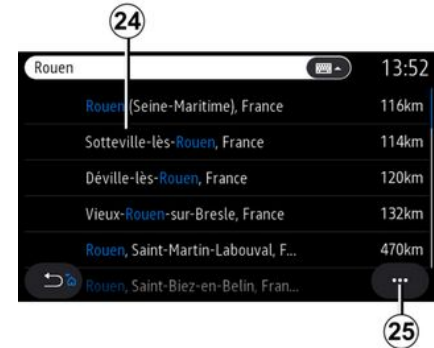 24
Rouen 13:52
Rouen (Seine-Maritime), France 116km
Sotteville-lès-Rouen, France 114km
Déville-lès-Rouen, France 120km
Vieux-Rouen-sur-Bresle, France 132km
Rouen, Saint-Martin-Labouval, F... 470km
Rouen, Saint-Biez-en-Belin, Fran...
25